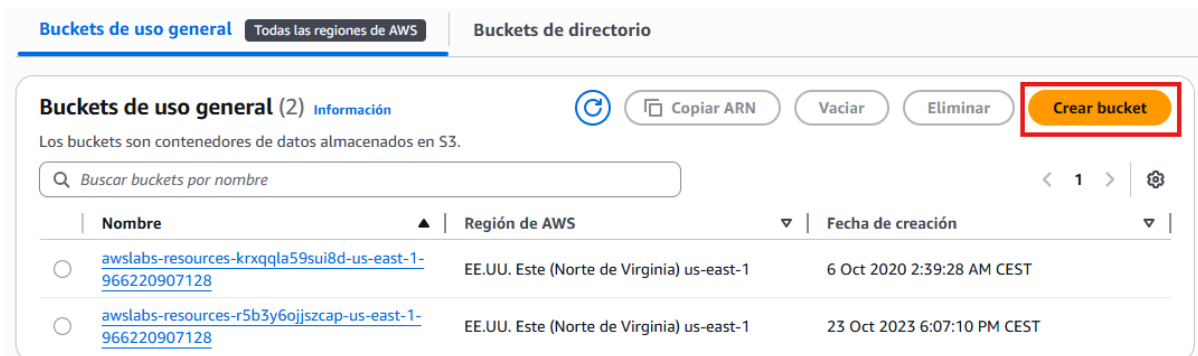 Buckets de uso general Todas las regiones de AWS Buckets de directorio
Buckets de uso general (2) Información Copiar ARN Vaciar Eliminar Crear bucket
Los buckets son contenedores de datos almacenados en S3.
Buscar buckets por nombre 1
Nombre Región de AWS Fecha de creación
awslabs-resources-krxqqla59sui8d-us-east-1-
966220907128 EE.UU. Este (Norte de Virginia) us-east-1 6 Oct 2020 2:39:28 AM CEST
awslabs-resources-r5b3y6ojjszcap-us-east-1-
966220907128 EE.UU. Este (Norte de Virginia) us-east-1 23 Oct 2023 6:07:10 PM CEST